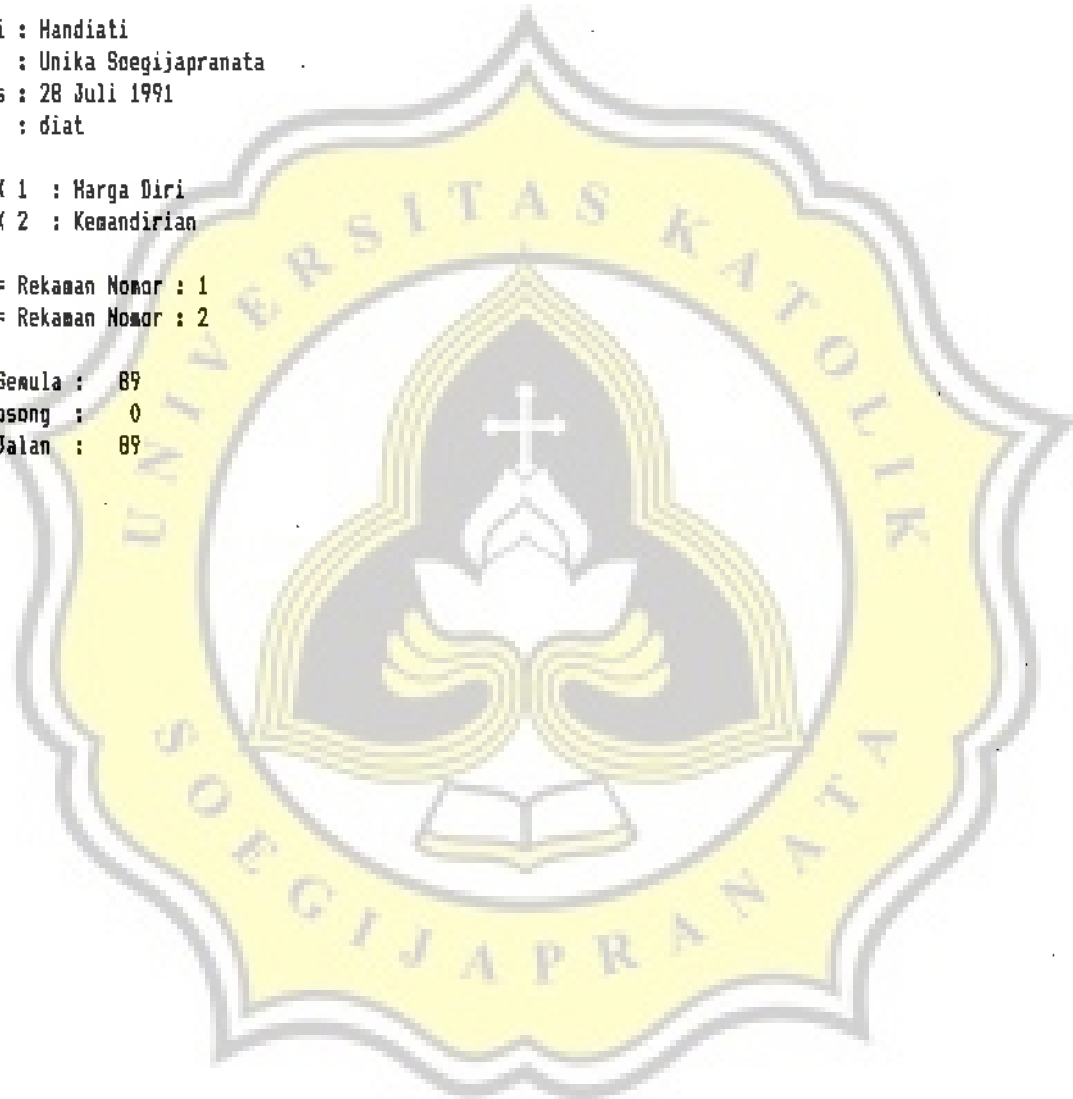 i : Handiati
: Unika Soegijapranata
s : 28 Juli 1991
: diat
X 1 : Harga Diri
X 2 : Kemandirian
= Rekaman Nomor : 1
= Rekaman Nomor : 2
Semula : 89
osong : 0
Jalan : 89
UNIVERSITAS KATOLIK
SOEGIJAPRANATA